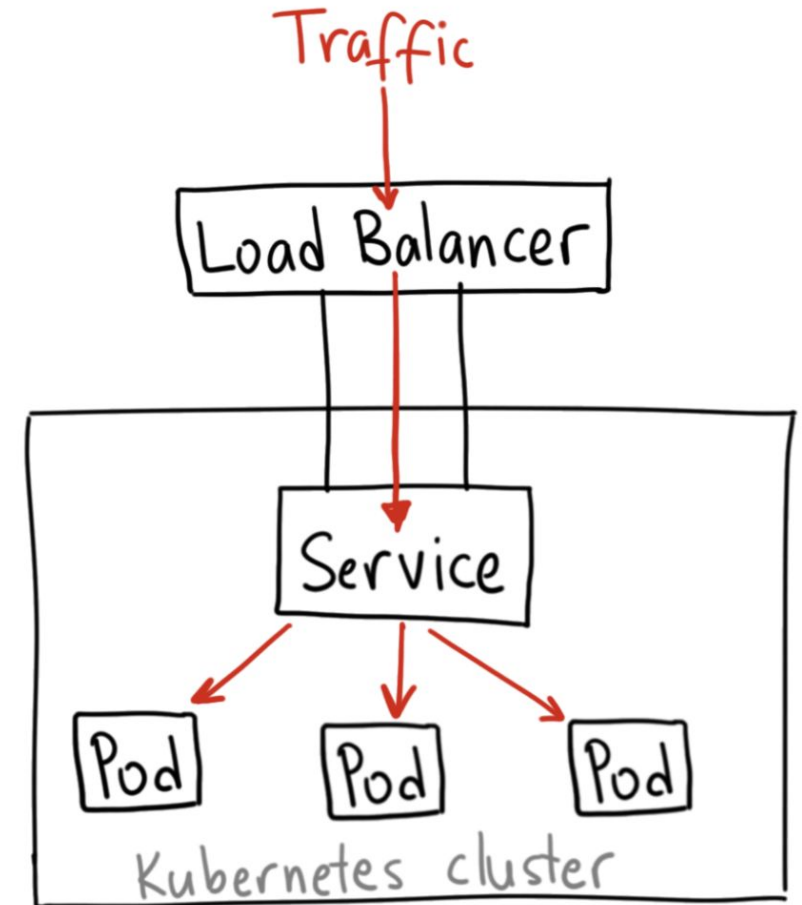 Traffic
Load Balancer
Service
Pod Pod Pod
Kubernetes cluster